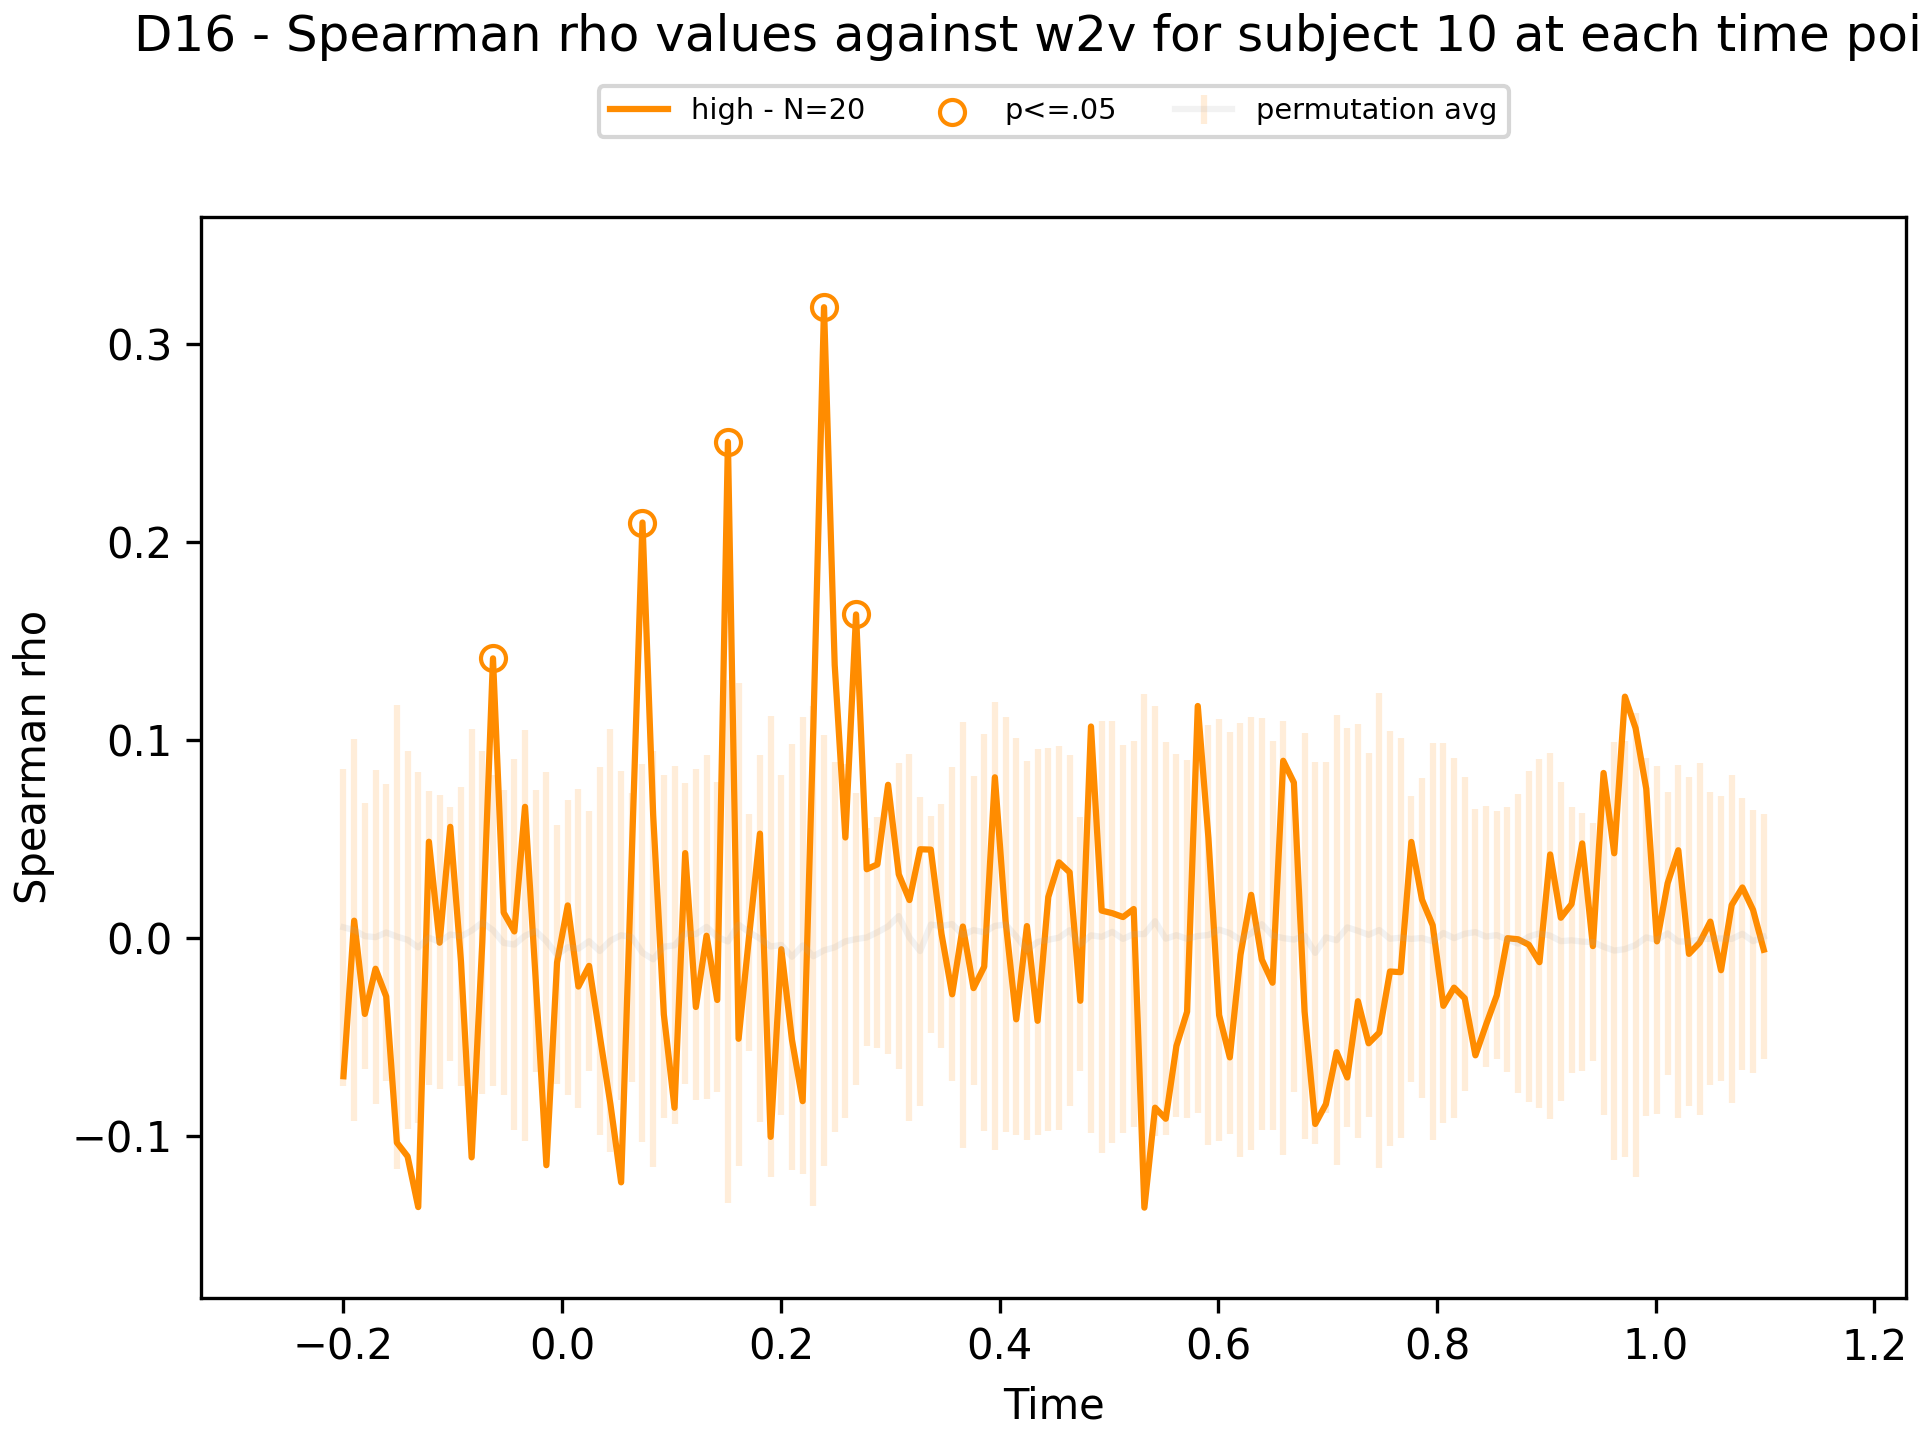 D16 - Spearman rho values against w2v for subject 10 at each time poi
high - N=20 p<=.05 permutation avg
0.3
0.2
0.1
0.0
−0.1
Spearman rho
−0.2 0.0 0.2 0.4 0.6 0.8 1.0 1.2
Time